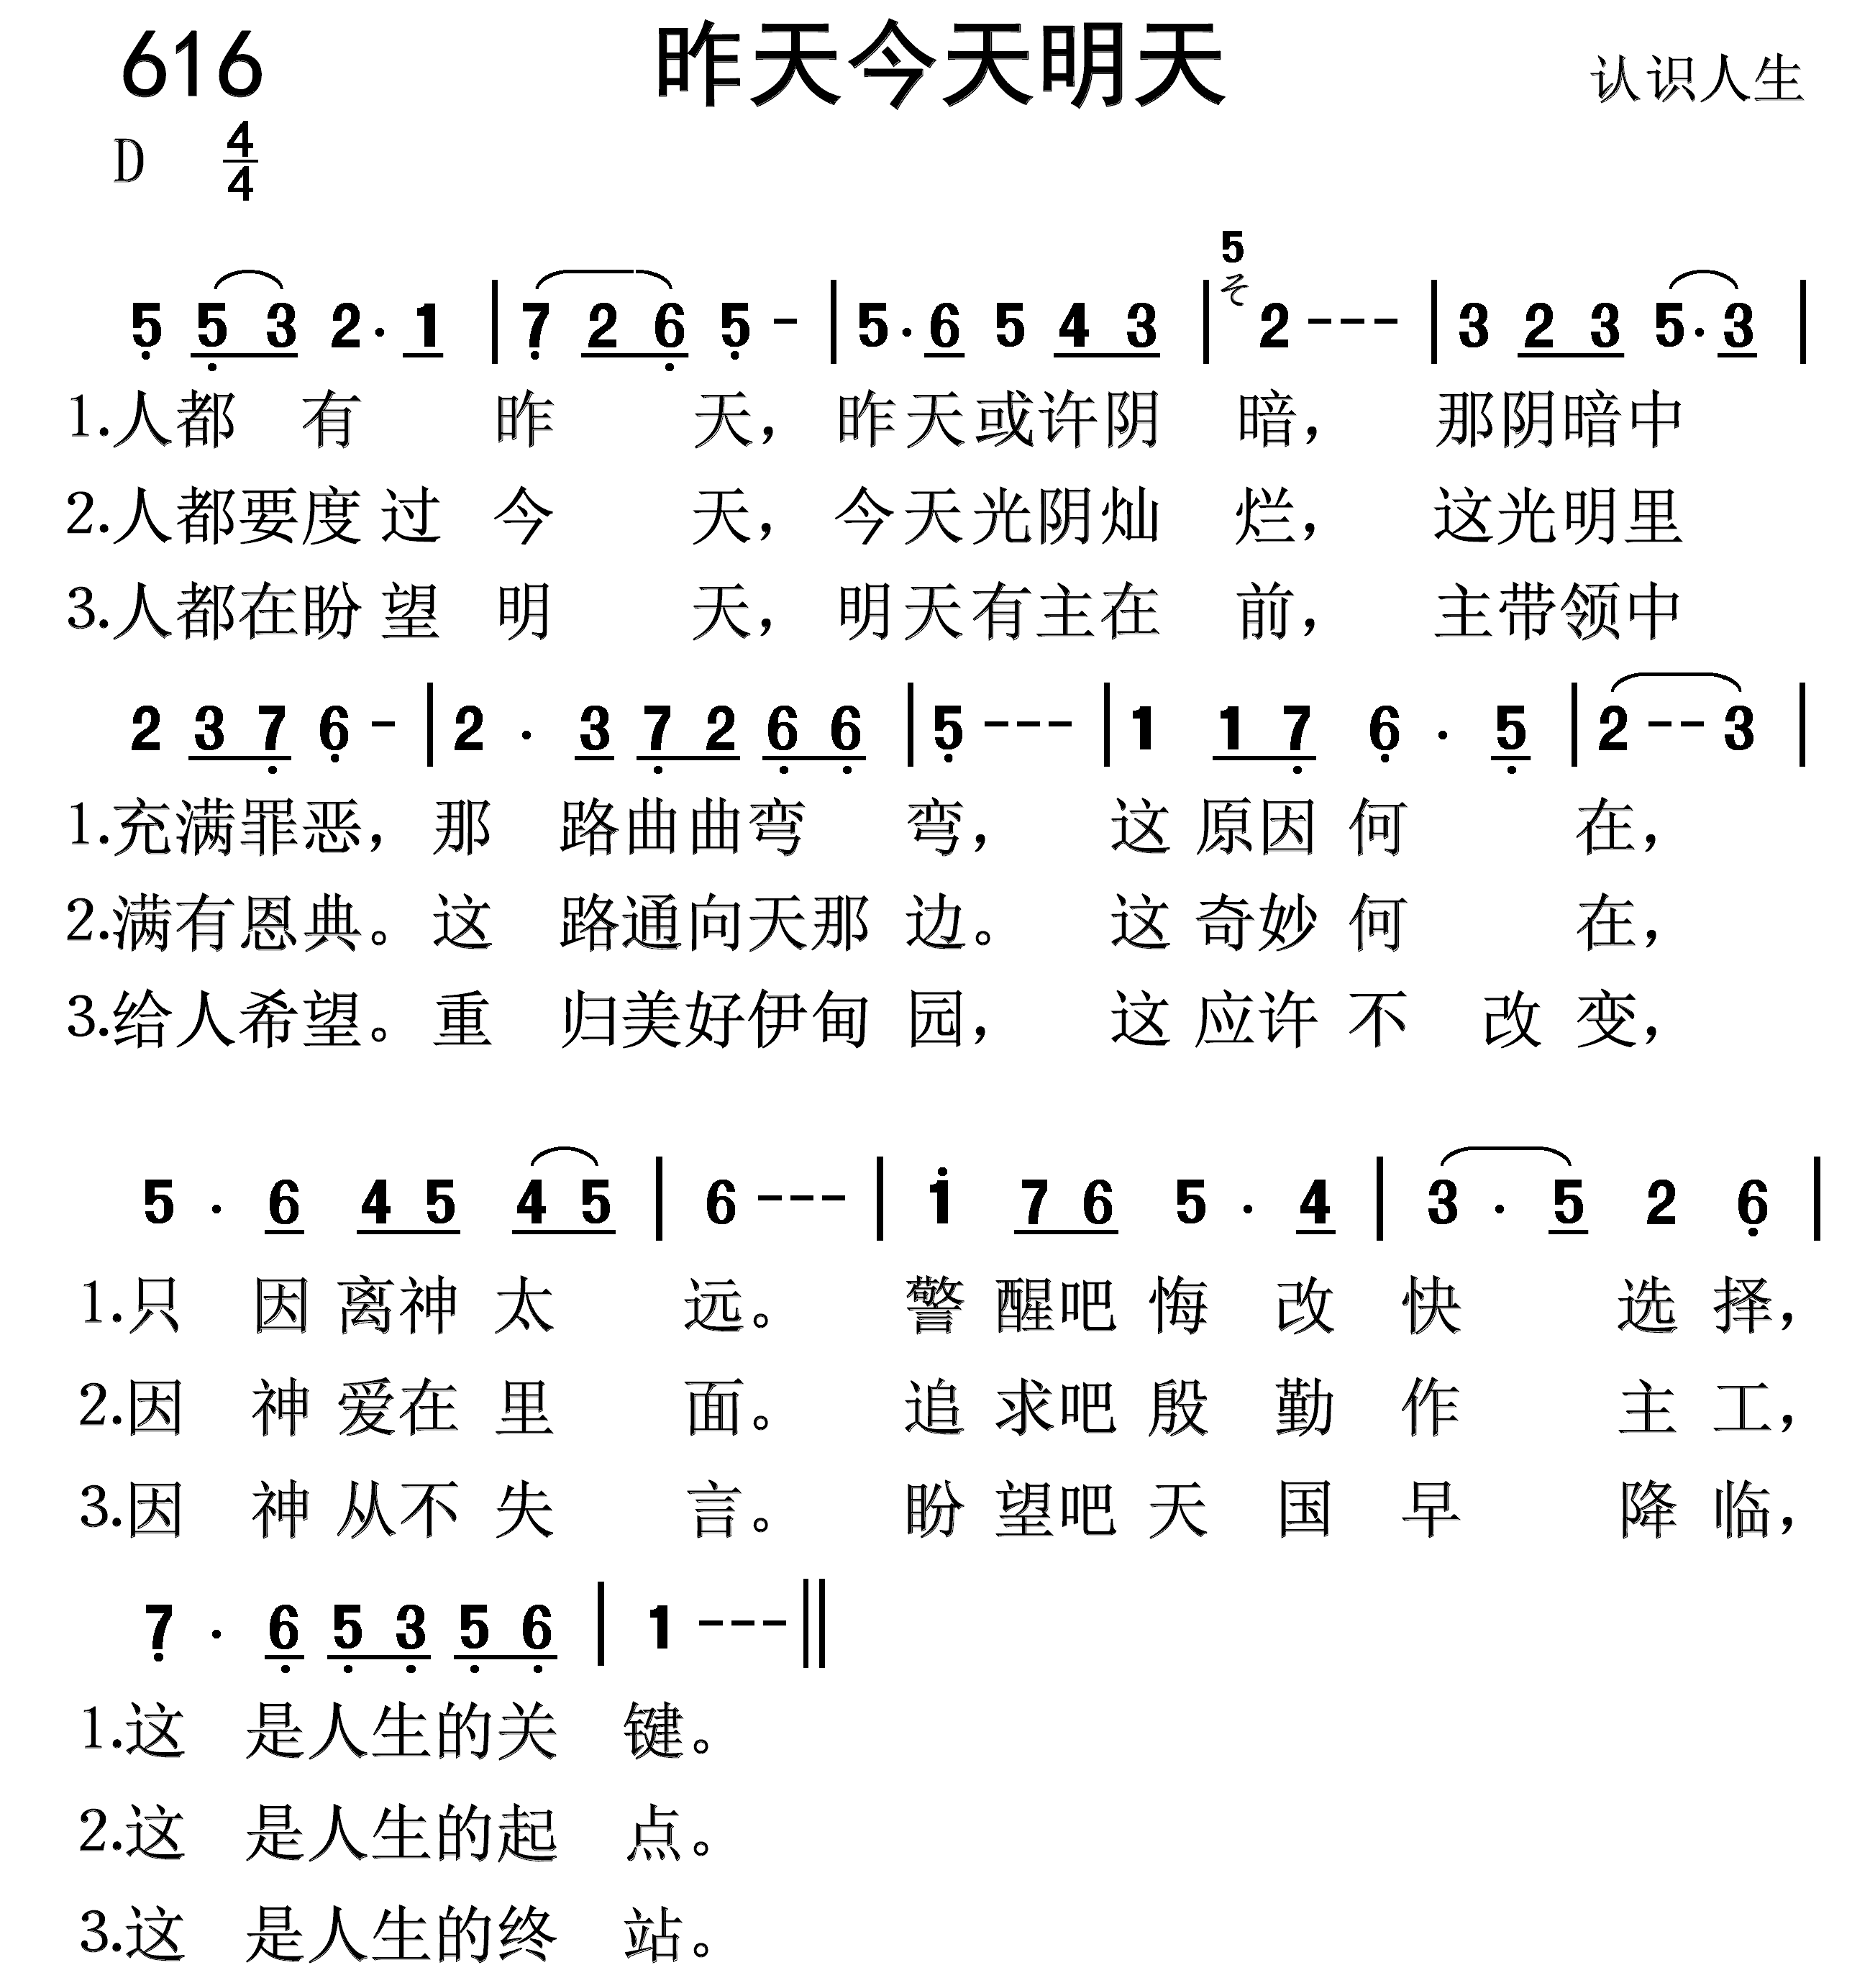 616 昨天今天明天 认识人生
D 4/4
5
5̣ 5̣ 3 2· 1 | 7̣ 2 6̣ 5̣ - | 5· 6 5 4 3 | 2 - - - | 3 2 3 5· 3 |
1.人都 有 昨 天， 昨天或许阴 暗， 那阴暗中
2.人都要度过 今 天， 今天光阴灿 烂， 这光明里
3.人都在盼望 明 天， 明天有主在 前， 主带领中
2 3 7̣ 6̣ - | 2 · 3 7̣ 2 6̣ 6̣ | 5̣ - - - | 1 1 7̣ 6̣ · 5̣ | 2 - - 3 |
1.充满罪恶，那 路曲曲弯 弯， 这 原因 何 在，
2.满有恩典。这 路通向天那 边。 这 奇妙 何 在，
3.给人希望。重 归美好伊甸 园， 这 应许 不 改 变，
5 · 6 4 5 4 5 | 6 - - - | 1̇ 7 6 5 · 4 | 3 · 5 2 6̣ |
1.只 因 离神 太 远。 警 醒吧 悔 改 快 选 择，
2.因 神 爱在 里 面。 追 求吧 殷 勤 作 主 工，
3.因 神 从不 失 言。 盼 望吧 天 国 早 降 临，
7̣ · 6̣ 5̣ 3̣ 5̣ 6̣ | 1 - - - ‖
1.这 是人生的关 键。
2.这 是人生的起 点。
3.这 是人生的终 站。